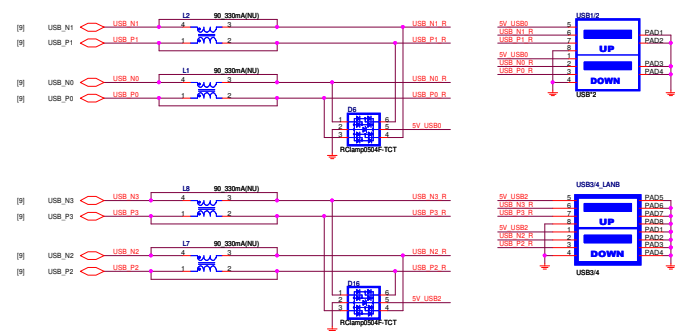 L2 90_330mA(NU)
[9] USB_N1 USB_N1 4 3 USB_N1_R
[9] USB_P1 USB_P1 1 2 USB_P1_R
L1 90_330mA(NU)
[9] USB_N0 USB_N0 4 3 USB_N0_R
[9] USB_P0 USB_P0 1 2 USB_P0_R
D6
1 6
2 5 5V_USB0
3 4
RClamp0504F-TCT
USB1/2
5V_USB0 5
USB_N1_R 6 PAD1
USB_P1_R 7 PAD2
8 UP
5V_USB0 1
USB_N0_R 2 PAD3
USB_P0_R 3 PAD4
4 DOWN
USB*2
L8 90_330mA(NU)
[9] USB_N3 USB_N3 4 3 USB_N3_R
[9] USB_P3 USB_P3 1 2 USB_P3_R
L7 90_330mA(NU)
[9] USB_N2 USB_N2 4 3 USB_N2_R
[9] USB_P2 USB_P2 1 2 USB_P2_R
D16
1 6
2 5 5V_USB2
3 4
RClamp0504F-TCT
USB3/4_LANB
5V_USB2 5 PAD5
USB_N3_R 6 PAD6
USB_P3_R 7 PAD7
8 UP PAD8
5V_USB2 1 PAD1
USB_N2_R 2 PAD2
USB_P2_R 3 PAD3
4 DOWN PAD4
USB3/4